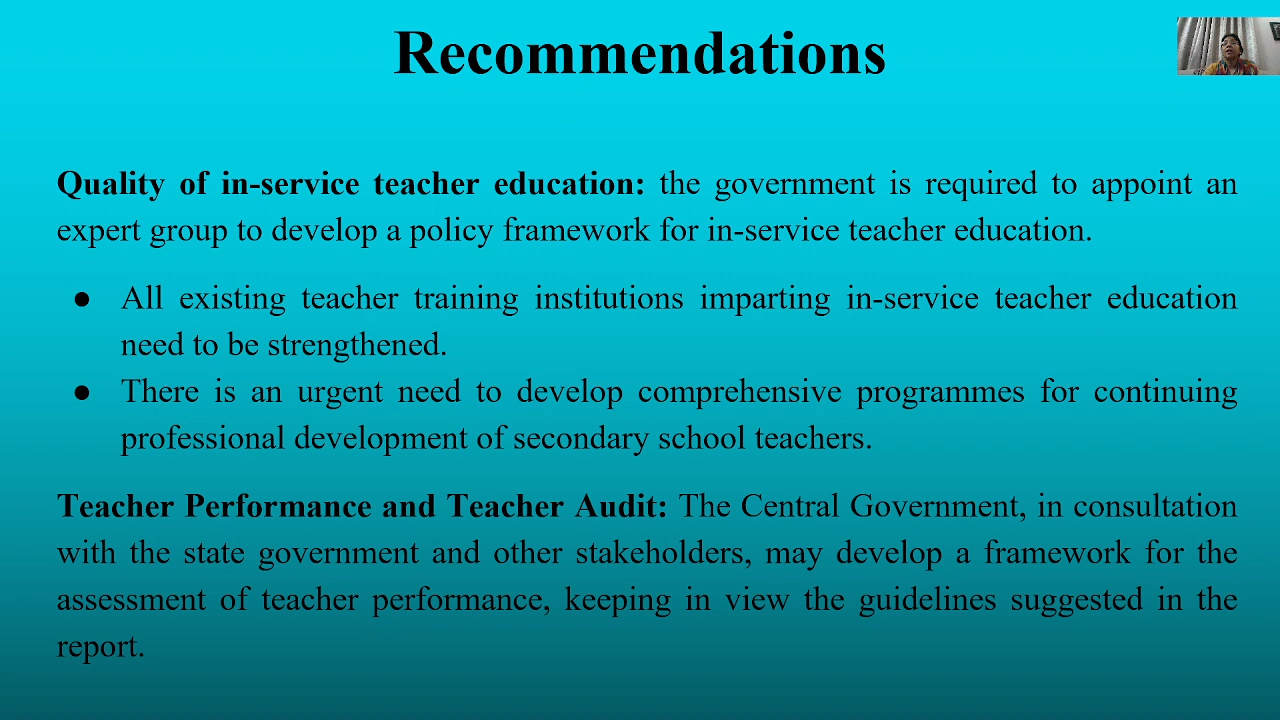 Recommendations
Quality of in-service teacher education: the government is required to appoint an
expert group to develop a policy framework for in-service teacher education.
● All existing teacher training institutions imparting in-service teacher education
need to be strengthened.
● There is an urgent need to develop comprehensive programmes for continuing
professional development of secondary school teachers.
Teacher Performance and Teacher Audit: The Central Government, in consultation
with the state government and other stakeholders, may develop a framework for the
assessment of teacher performance, keeping in view the guidelines suggested in the
report.